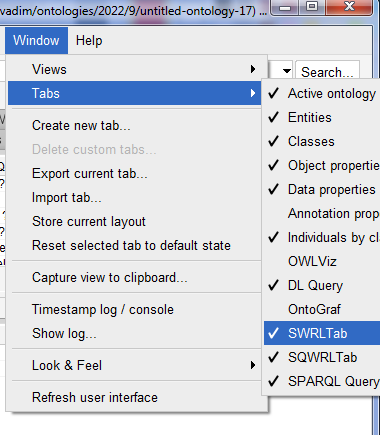 vadim/ontologies/2022/9/untitled-ontology-17) ...
Window Help
Views
Search...
Tabs
Active ontology
Entities
Create new tab...
Classes
Delete custom tabs...
Object properties
Export current tab...
Data properties
Import tab...
Annotation prop
Store current layout
Individuals by cl
Reset selected tab to default state
OWLViz
DL Query
Capture view to clipboard...
OntoGraf
Timestamp log / console
SWRLTab
Show log...
SQWRLTab
Look & Feel
SPARQL Query
Refresh user interface